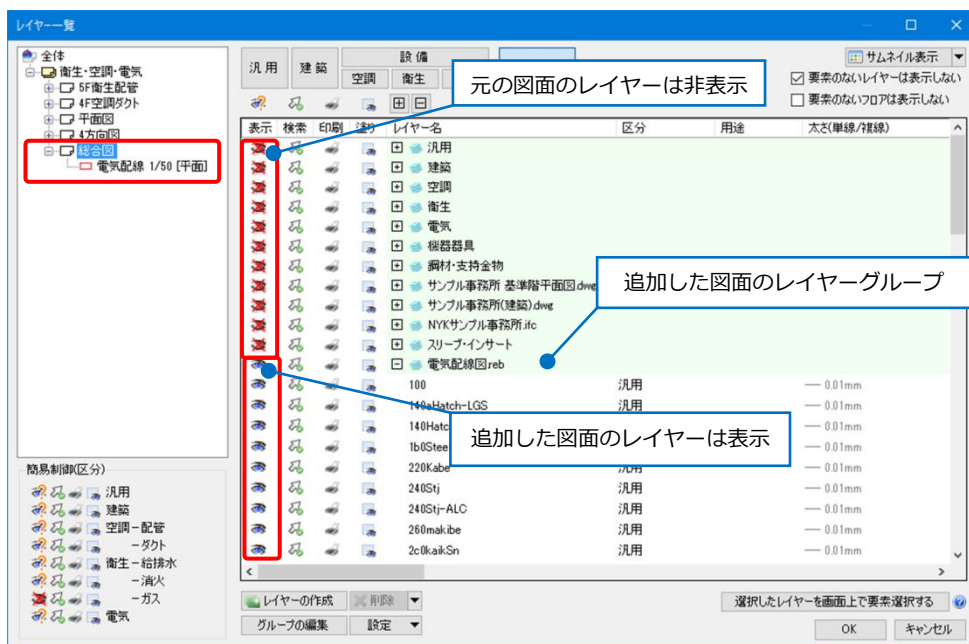 レイヤー一覧
全体
衛生・空調・電気
5F衛生配管
4F空調ダクト
平面図
4方向図
総合図
電気配線 1/50 [平面]
汎用
建築
設備
空調
衛生
サムネイル表示
要素のないレイヤーは表示しない
要素のないフロアは表示しない
元の図面のレイヤーは非表示
表示 検索 印刷 塗り レイヤー名 区分 用途 太さ(単線/複線)
汎用
建築
空調
衛生
電気
機器器具
鋼材・支持金物
サンプル事務所 基準階平面図.dwg
サンプル事務所(建築).dwg
NYKサンプル事務所.ifc
スリーブ・インサート
電気配線図reb
追加した図面のレイヤーグループ
100 汎用 0.01mm
140aHatch-LGS 汎用 0.01mm
140Hatc 0.01mm
1b0Stee 0.01mm
220Kabe 汎用 0.01mm
240Stj 汎用 0.01mm
240Stj-ALC 汎用 0.01mm
260makibe 汎用 0.01mm
2c0kaikSn 汎用 0.01mm
追加した図面のレイヤーは表示
簡易制御(区分)
汎用
建築
空調-配管
-ダクト
衛生-給排水
-消火
-ガス
電気
レイヤーの作成
削除
選択したレイヤーを画面上で要素選択する
グループの編集
設定
OK
キャンセル